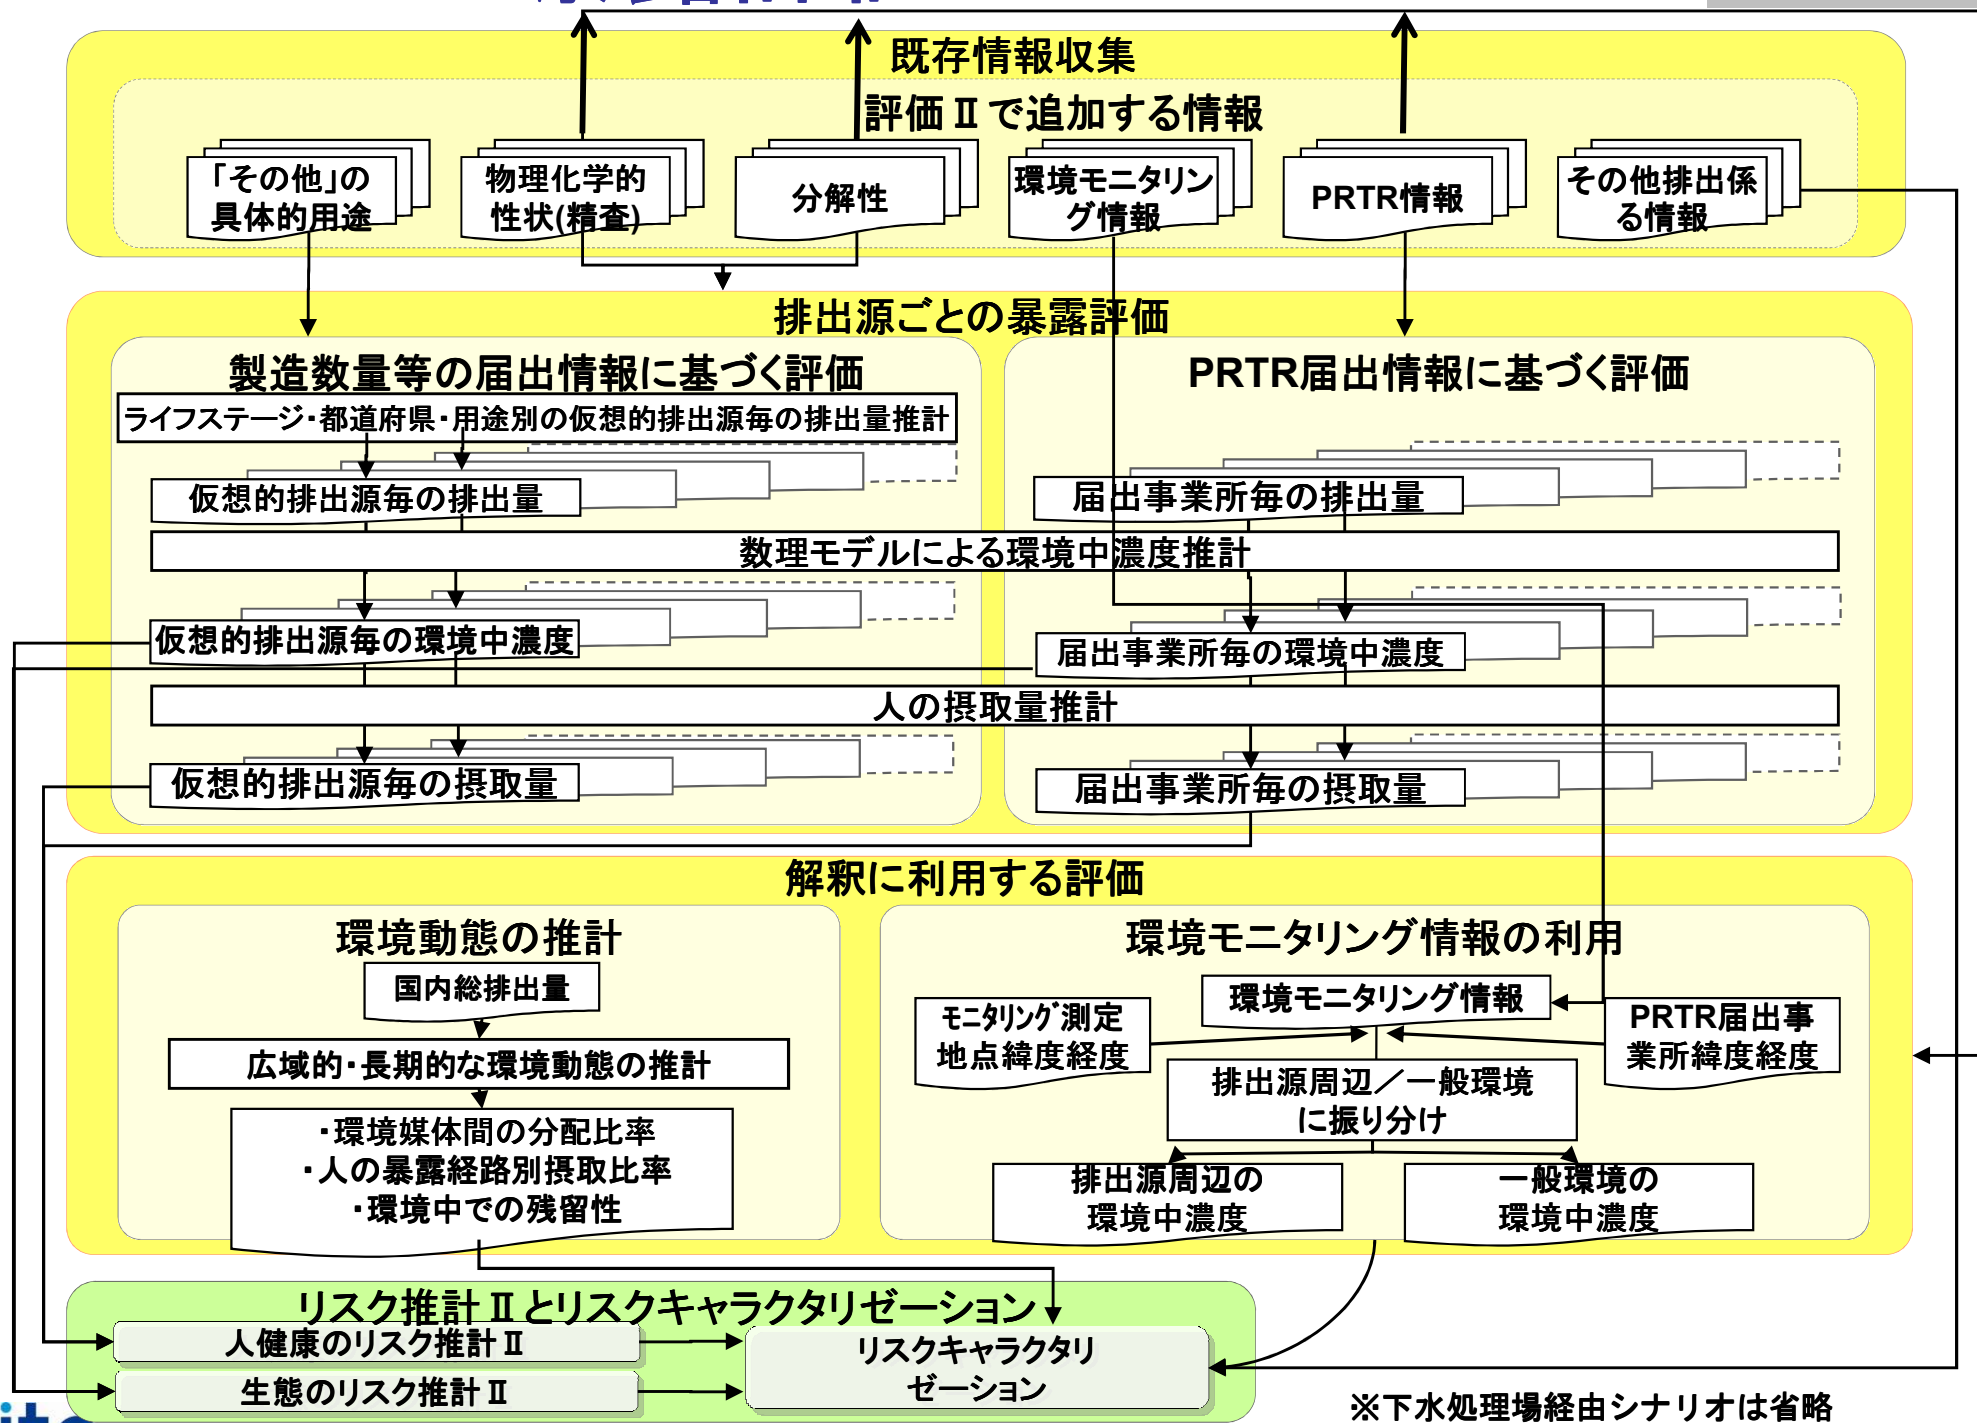 既存情報収集
評価Ⅱで追加する情報
「その他」の
具体的用途
物理化学的
性状(精査)
分解性
環境モニタリン
グ情報
PRTR情報
その他排出係
る情報
排出源ごとの暴露評価
製造数量等の届出情報に基づく評価
ライフステージ・都道府県・用途別の仮想的排出源毎の排出量推計
仮想的排出源毎の排出量
PRTR届出情報に基づく評価
届出事業所毎の排出量
数理モデルによる環境中濃度推計
仮想的排出源毎の環境中濃度
届出事業所毎の環境中濃度
人の摂取量推計
仮想的排出源毎の摂取量
届出事業所毎の摂取量
解釈に利用する評価
環境動態の推計
国内総排出量
広域的・長期的な環境動態の推計
・環境媒体間の分配比率
・人の暴露経路別摂取比率
・環境中での残留性
環境モニタリング情報の利用
環境モニタリング情報
ﾓﾆﾀﾘﾝｸﾞ測定
地点緯度経度
PRTR届出事
業所緯度経度
排出源周辺／一般環境
に振り分け
排出源周辺の
環境中濃度
一般環境の
環境中濃度
リスク推計Ⅱとリスクキャラクタリゼーション
人健康のリスク推計Ⅱ
生態のリスク推計Ⅱ
リスクキャラクタリ
ゼーション
※下水処理場経由シナリオは省略